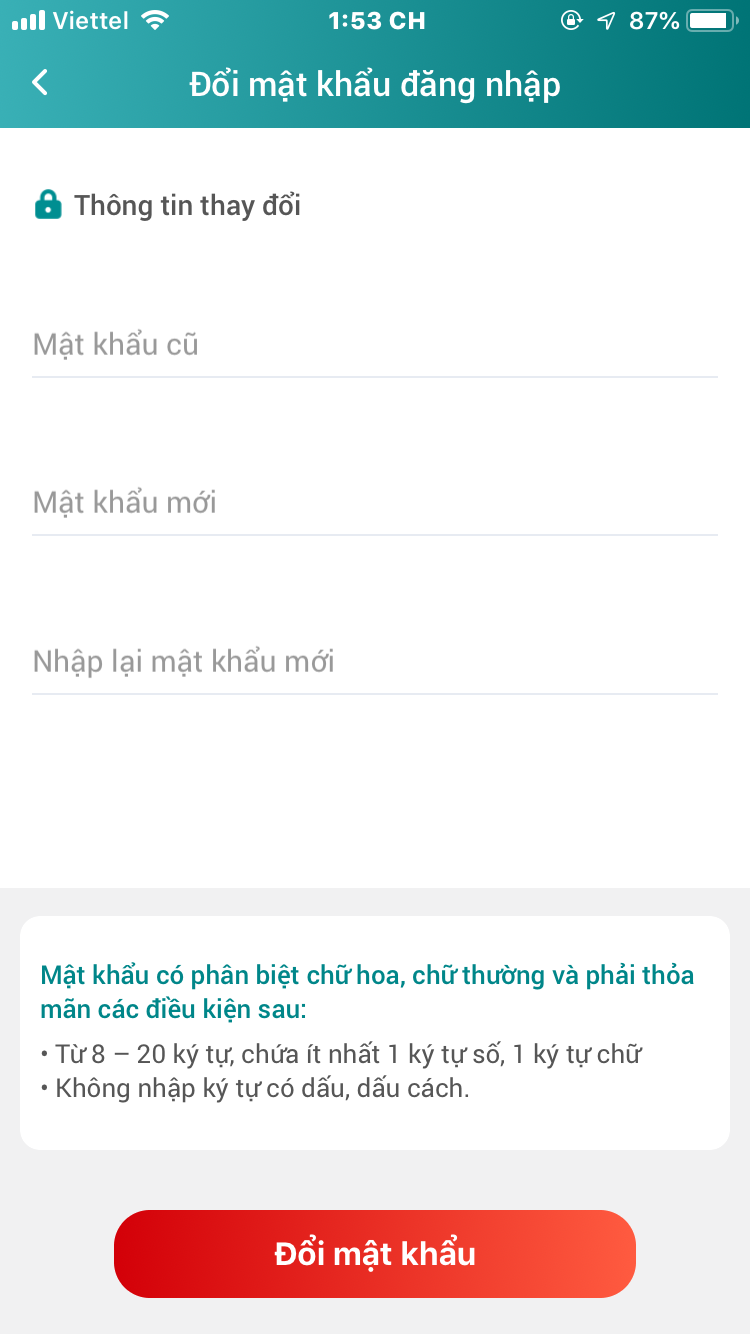 Viettel 1:53 CH 87%
Đổi mật khẩu đăng nhập
Thông tin thay đổi
Mật khẩu cũ
Mật khẩu mới
Nhập lại mật khẩu mới
Mật khẩu có phân biệt chữ hoa, chữ thường và phải thỏa
mãn các điều kiện sau:
• Từ 8 – 20 ký tự, chứa ít nhất 1 ký tự số, 1 ký tự chữ
• Không nhập ký tự có dấu, dấu cách.
Đổi mật khẩu